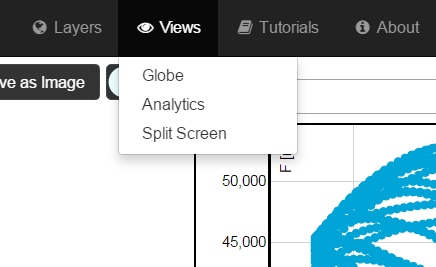 Layers
Views
Tutorials
About
ve as Image
Globe
Analytics
Split Screen
50,000
45,000